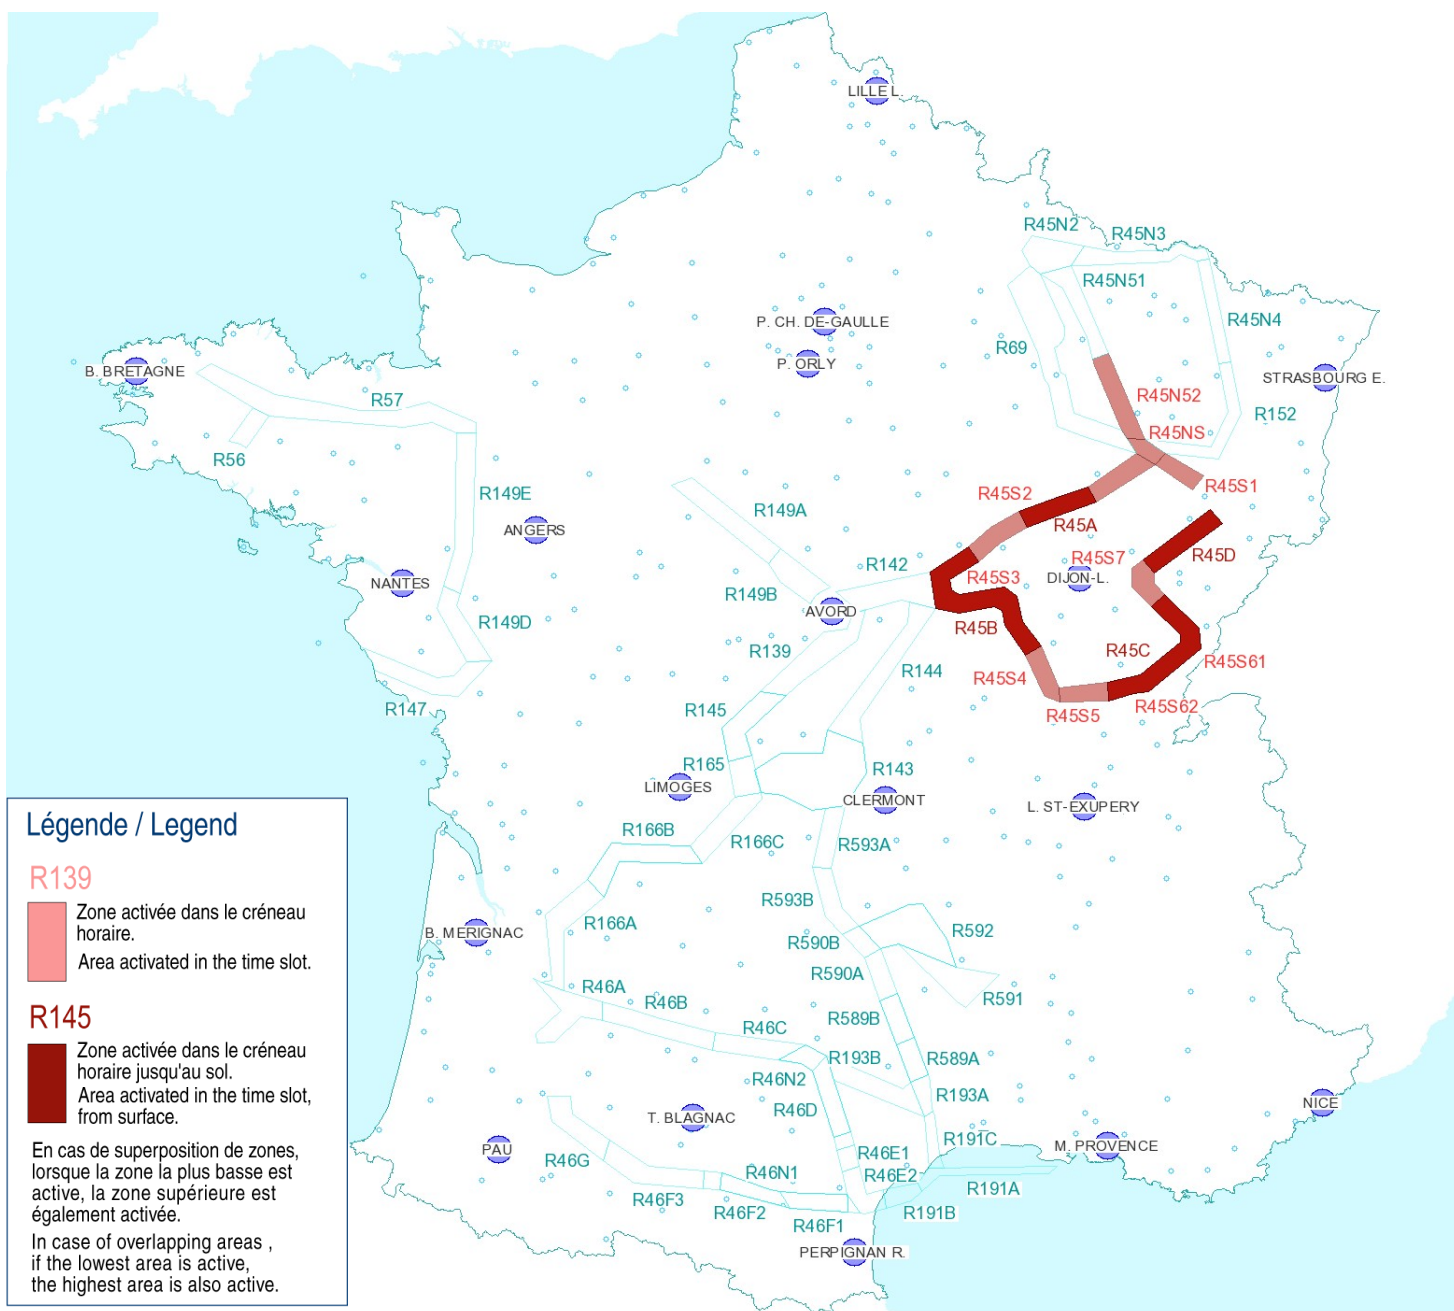 LILLE L.
R45N2
R45N3
R45N51
P. CH. DE-GAULLE
R45N4
R69
P. ORLY
B. BRETAGNE
STRASBOURG E.
R57
R45N52
R152
R45NS
R56
R45S1
R149E
R45S2
R149A
R45A
ANGERS
R45S7
R45D
R142
R45S3
DIJON-L.
NANTES
R149B
AVORD
R149D
R45B
R139
R45C
R45S61
R144
R45S4
R147
R145
R45S5
R45S62
R165
R143
LIMOGES
CLERMONT
L. ST-EXUPERY
R166B
R166C
R593A
R593B
R166A
B. MERIGNAC
R590B
R592
R590A
R46A
R46B
R591
R46C
R589B
R193B
R589A
R46N2
R193A
R46D
T. BLAGNAC
NICE
R191C
M. PROVENCE
PAU
R46E1
R46G
R46N1
R46E2
R191A
R46F3
R46F2
R46F1
R191B
PERPIGNAN R.
Légende / Legend
R139
Zone activée dans le créneau
horaire.
Area activated in the time slot.
R145
Zone activée dans le créneau
horaire jusqu'au sol.
Area activated in the time slot,
from surface.
En cas de superposition de zones,
lorsque la zone la plus basse est
active, la zone supérieure est
également activée.
In case of overlapping areas ,
if the lowest area is active,
the highest area is also active.